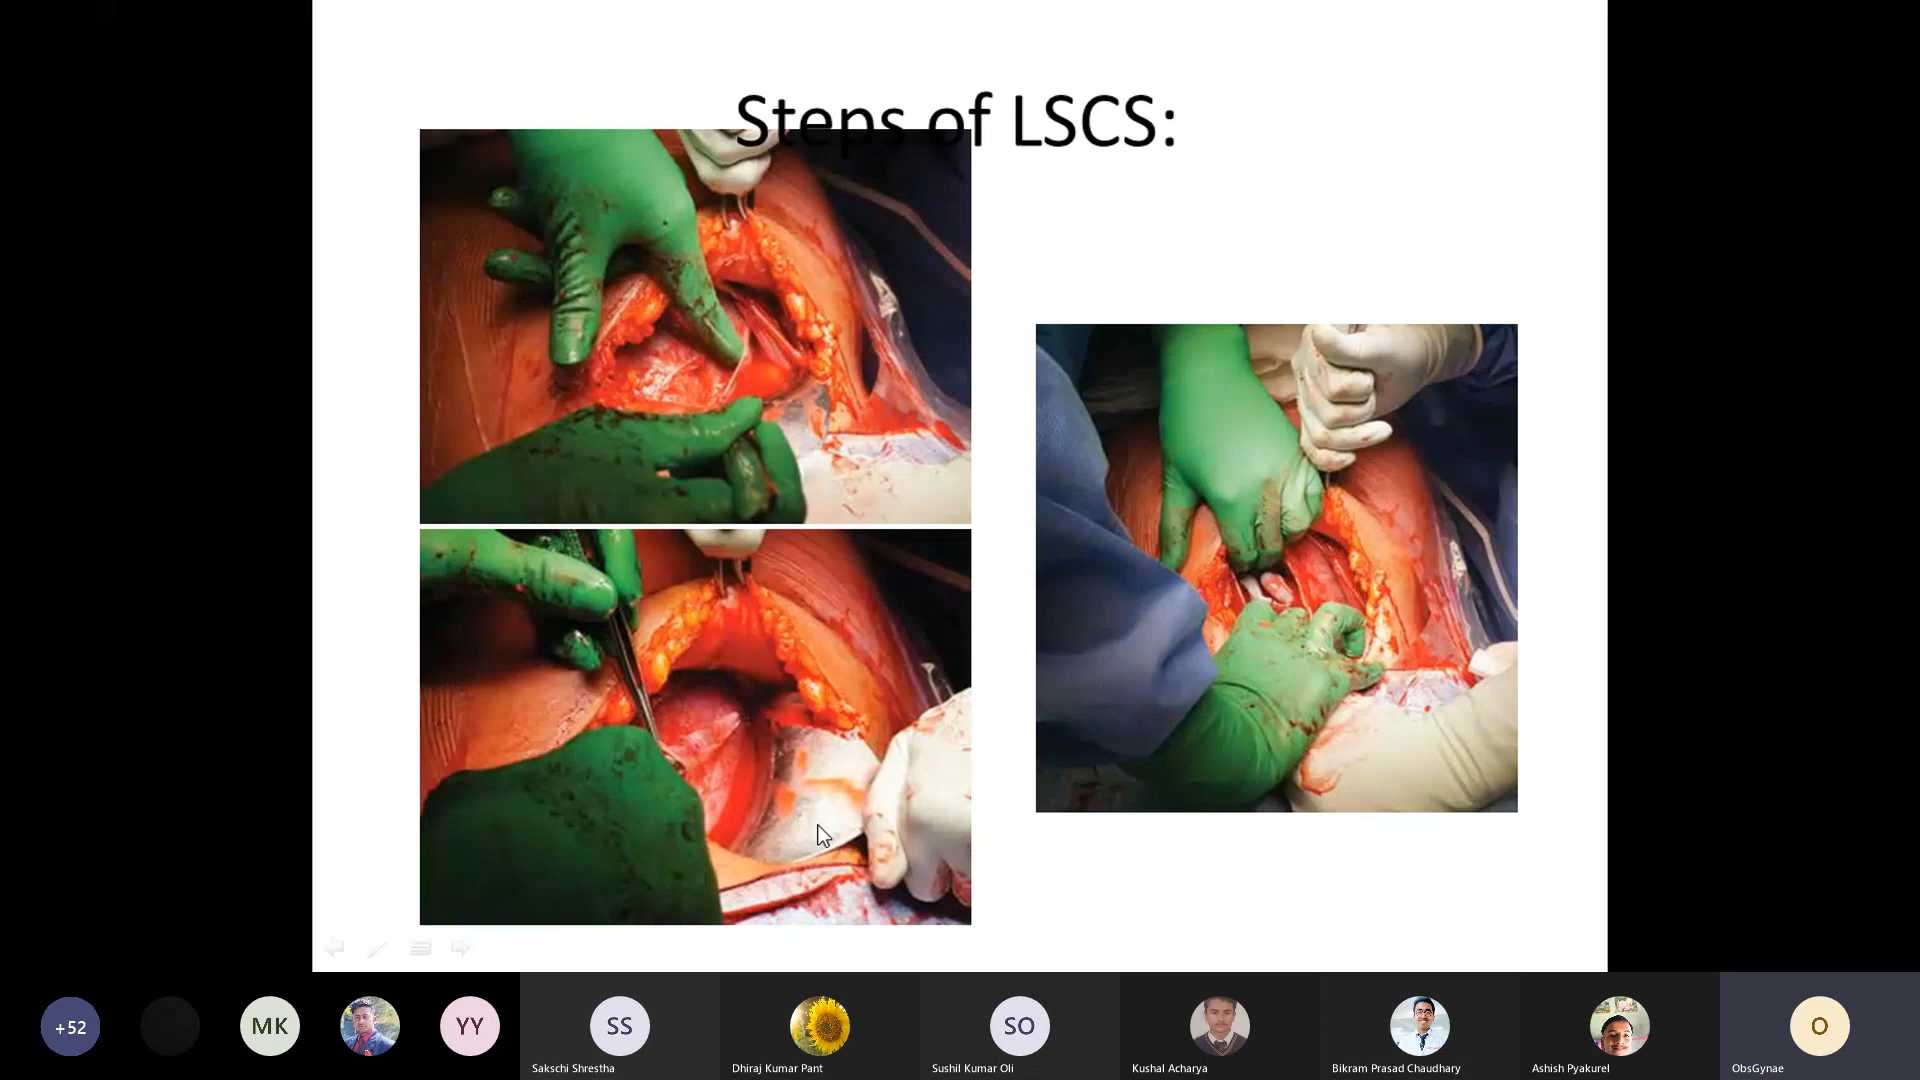 Steps of LSCS:
+52
MK
YY
SS
SO
O
Sakschi Shrestha
Dhiraj Kumar Pant
Sushil Kumar Oli
Kushal Acharya
Bikram Prasad Chaudhary
Ashish Pyakurel
ObsGynae